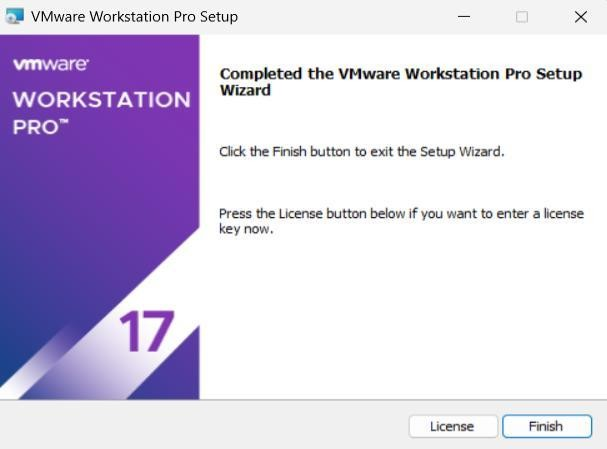 VMware Workstation Pro Setup
vmware®
WORKSTATION
PRO™
17
Completed the VMware Workstation Pro Setup
Wizard
Click the Finish button to exit the Setup Wizard.
Press the License button below if you want to enter a license
key now.
License
Finish